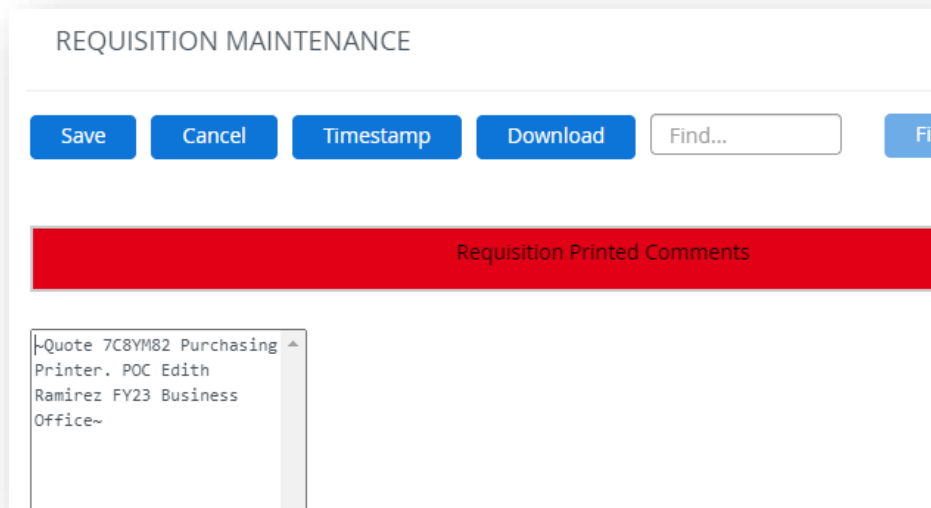 REQUISITION MAINTENANCE
Save Cancel Timestamp Download Find... Fi
Requisition Printed Comments
~Quote 7C8YM82 Purchasing
Printer. POC Edith
Ramirez FY23 Business
Office~